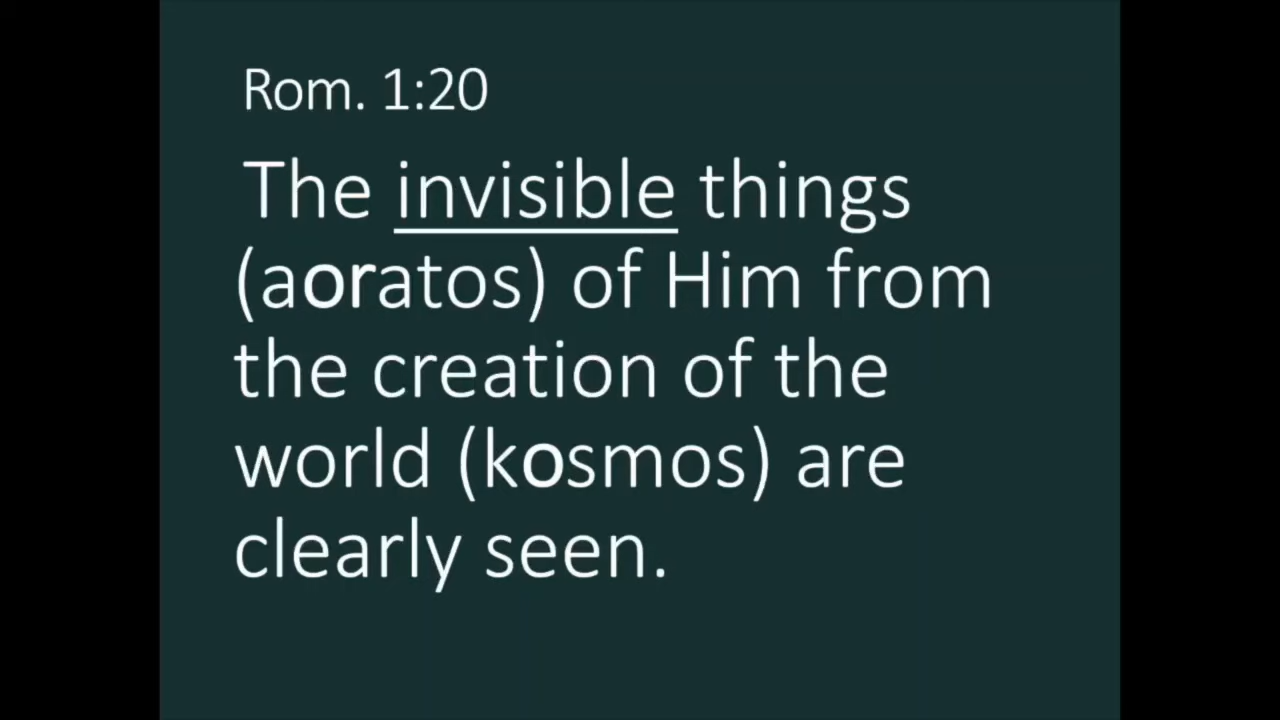 Rom. 1:20
The invisible things
(aoratos) of Him from
the creation of the
world (kosmos) are
clearly seen.